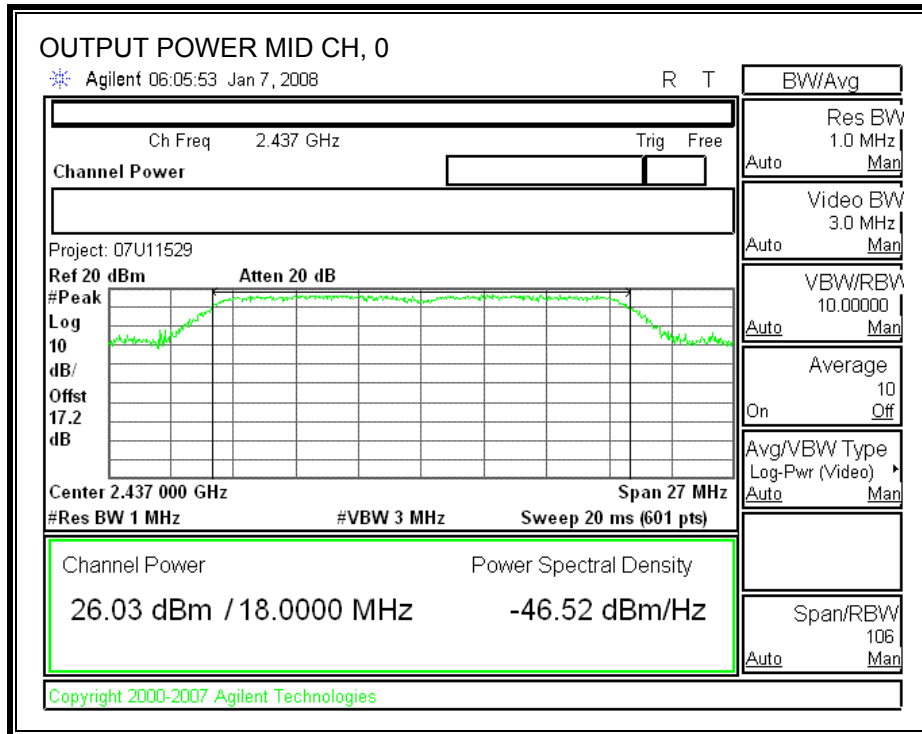 OUTPUT POWER MID CH, 0
Agilent 06:05:53 Jan 7, 2008 R T
Ch Freq 2.437 GHz Trig Free
Channel Power
Project: 07U11529
Ref 20 dBm Atten 20 dB
#Peak
Log
10
dB/
Offst
17.2
dB
Center 2.437 000 GHz Span 27 MHz
#Res BW 1 MHz #VBW 3 MHz Sweep 20 ms (601 pts)
Channel Power Power Spectral Density
26.03 dBm / 18.0000 MHz -46.52 dBm/Hz
Copyright 2000-2007 Agilent Technologies
BW/Avg
Res BW
1.0 MHz
Auto Man
Video BW
3.0 MHz
Auto Man
VBW/RBW
10.00000
Auto Man
Average
10
On Off
Avg/VBW Type
Log-Pwr (Video)
Auto Man
Span/RBW
106
Auto Man